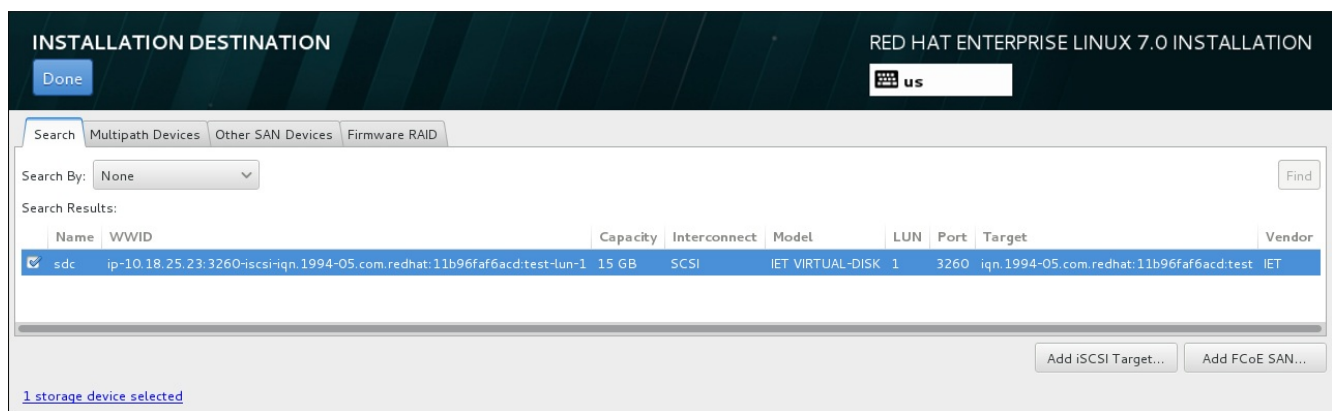 INSTALLATION DESTINATION
RED HAT ENTERPRISE LINUX 7.0 INSTALLATION
Done
us
Search Multipath Devices Other SAN Devices Firmware RAID
Search By: None Find
Search Results:
Name WWID Capacity Interconnect Model LUN Port Target Vendor
sdc ip-10.18.25.23:3260-iscsi-iqn.1994-05.com.redhat:11b96faf6acd:test-lun-1 15 GB SCSI IET VIRTUAL-DISK 1 3260 iqn.1994-05.com.redhat:11b96faf6acd:test IET
Add iSCSI Target... Add FCoE SAN...
1 storage device selected